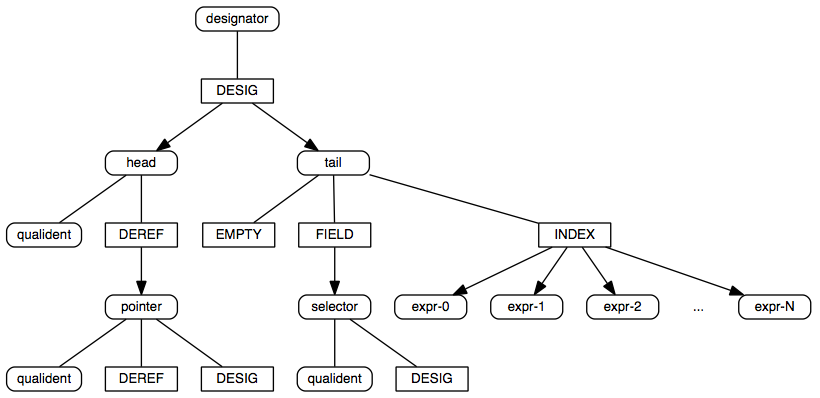 designator
DESIG
head
tail
qualident
DEREF
EMPTY
FIELD
INDEX
pointer
selector
expr-0
expr-1
expr-2
...
expr-N
qualident
DEREF
DESIG
qualident
DESIG